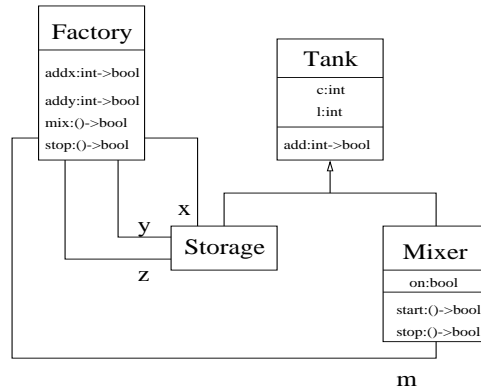 Factory
addx:int->bool
addy:int->bool
mix:()->bool
stop:()->bool
Tank
c:int
l:int
add:int->bool
x
y
z
Storage
Mixer
on:bool
start:()->bool
stop:()->bool
m